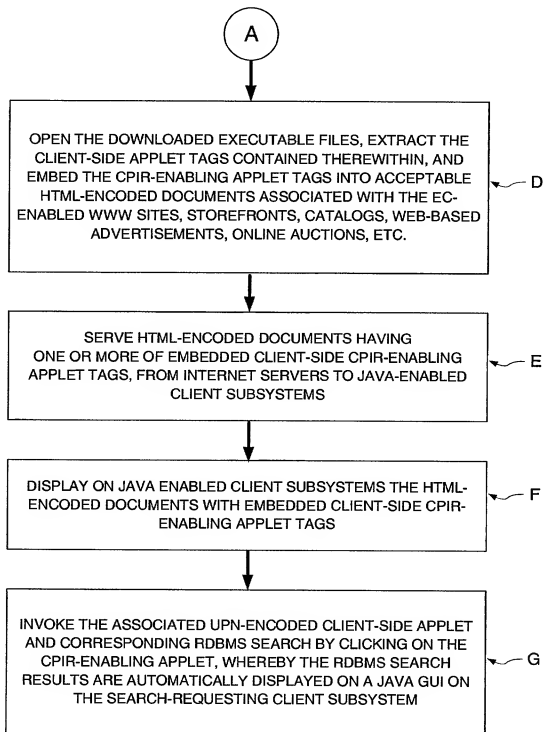 A
OPEN THE DOWNLOADED EXECUTABLE FILES, EXTRACT THE
CLIENT-SIDE APPLET TAGS CONTAINED THEREWITHIN, AND
EMBED THE CPIR-ENABLING APPLET TAGS INTO ACCEPTABLE
HTML-ENCODED DOCUMENTS ASSOCIATED WITH THE EC-
ENABLED WWW SITES, STOREFRONTS, CATALOGS, WEB-BASED
ADVERTISEMENTS, ONLINE AUCTIONS, ETC.
D
SERVE HTML-ENCODED DOCUMENTS HAVING
ONE OR MORE OF EMBEDDED CLIENT-SIDE CPIR-ENABLING
APPLET TAGS, FROM INTERNET SERVERS TO JAVA-ENABLED
CLIENT SUBSYSTEMS
E
DISPLAY ON JAVA ENABLED CLIENT SUBSYSTEMS THE HTML-
ENCODED DOCUMENTS WITH EMBEDDED CLIENT-SIDE CPIR-
ENABLING APPLET TAGS
F
INVOKE THE ASSOCIATED UPN-ENCODED CLIENT-SIDE APPLET
AND CORRESPONDING RDBMS SEARCH BY CLICKING ON THE
CPIR-ENABLING APPLET, WHEREBY THE RDBMS SEARCH
RESULTS ARE AUTOMATICALLY DISPLAYED ON A JAVA GUI ON
THE SEARCH-REQUESTING CLIENT SUBSYSTEM
G